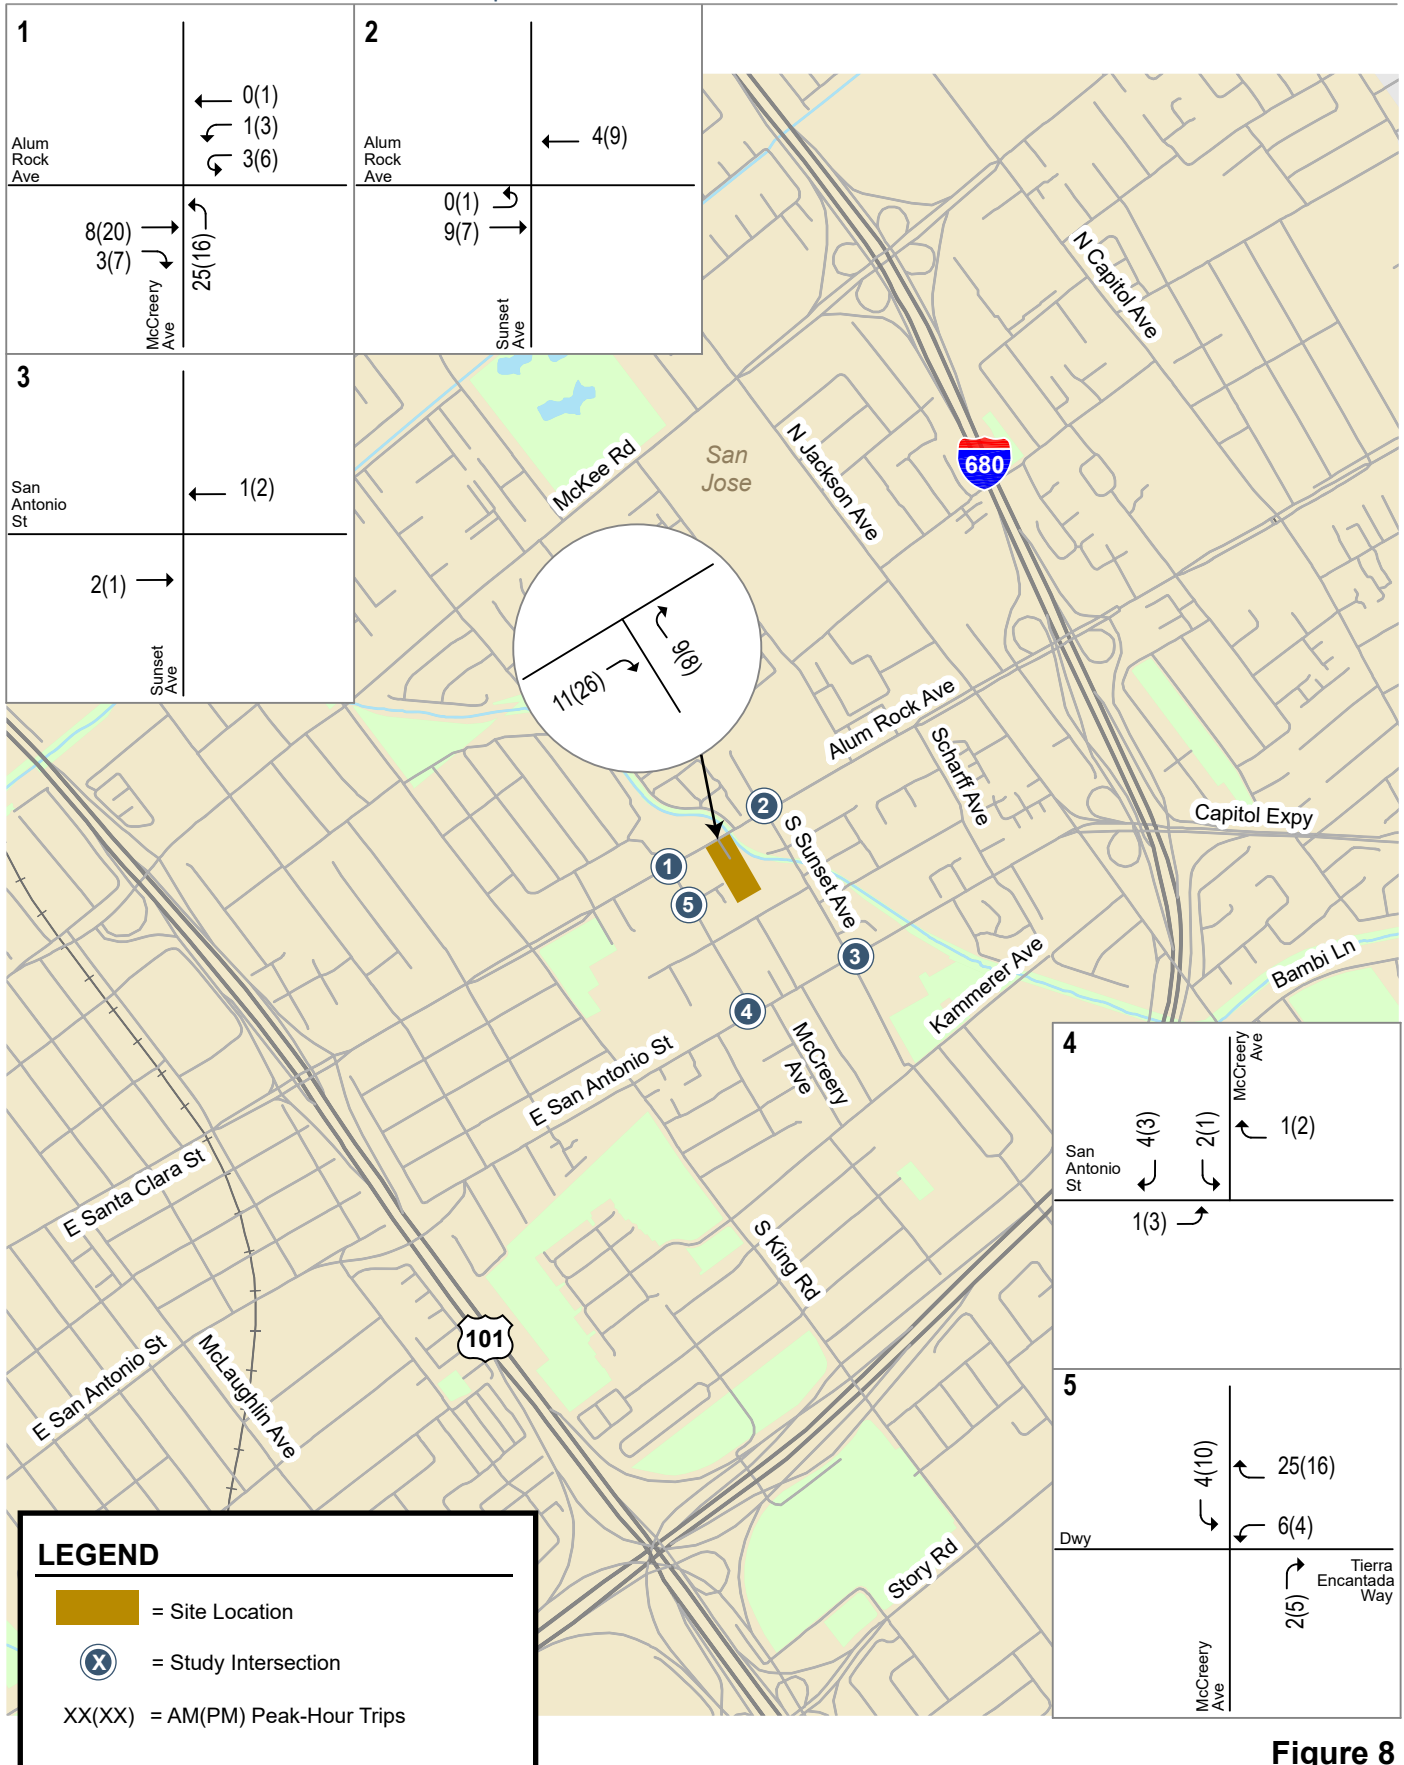 1
0(1)
1(3)
3(6)
Alum
Rock
Ave
8(20)
3(7)
25(16)
McCreery
Ave
2
4(9)
Alum
Rock
Ave
0(1)
9(7)
Sunset
Ave
3
1(2)
San
Antonio
St
2(1)
Sunset
Ave
N Capitol Ave
McKee Rd
San
Jose
N Jackson Ave
680
9(8)
11(26)
Alum Rock Ave
Scharff Ave
Capitol Expy
2
S Sunset Ave
1
5
3
4
Kammerer Ave
Bambi Ln
McCreery
Ave
E San Antonio St
E Santa Clara St
S King Rd
101
E San Antonio St
McLaughlin Ave
Story Rd
4
McCreery
Ave
4(3)
2(1)
1(2)
San
Antonio
St
1(3)
5
4(10)
25(16)
6(4)
Dwy
Tierra
Encantada
Way
2(5)
McCreery
Ave
LEGEND
= Site Location
X = Study Intersection
XX(XX) = AM(PM) Peak-Hour Trips
Figure 8